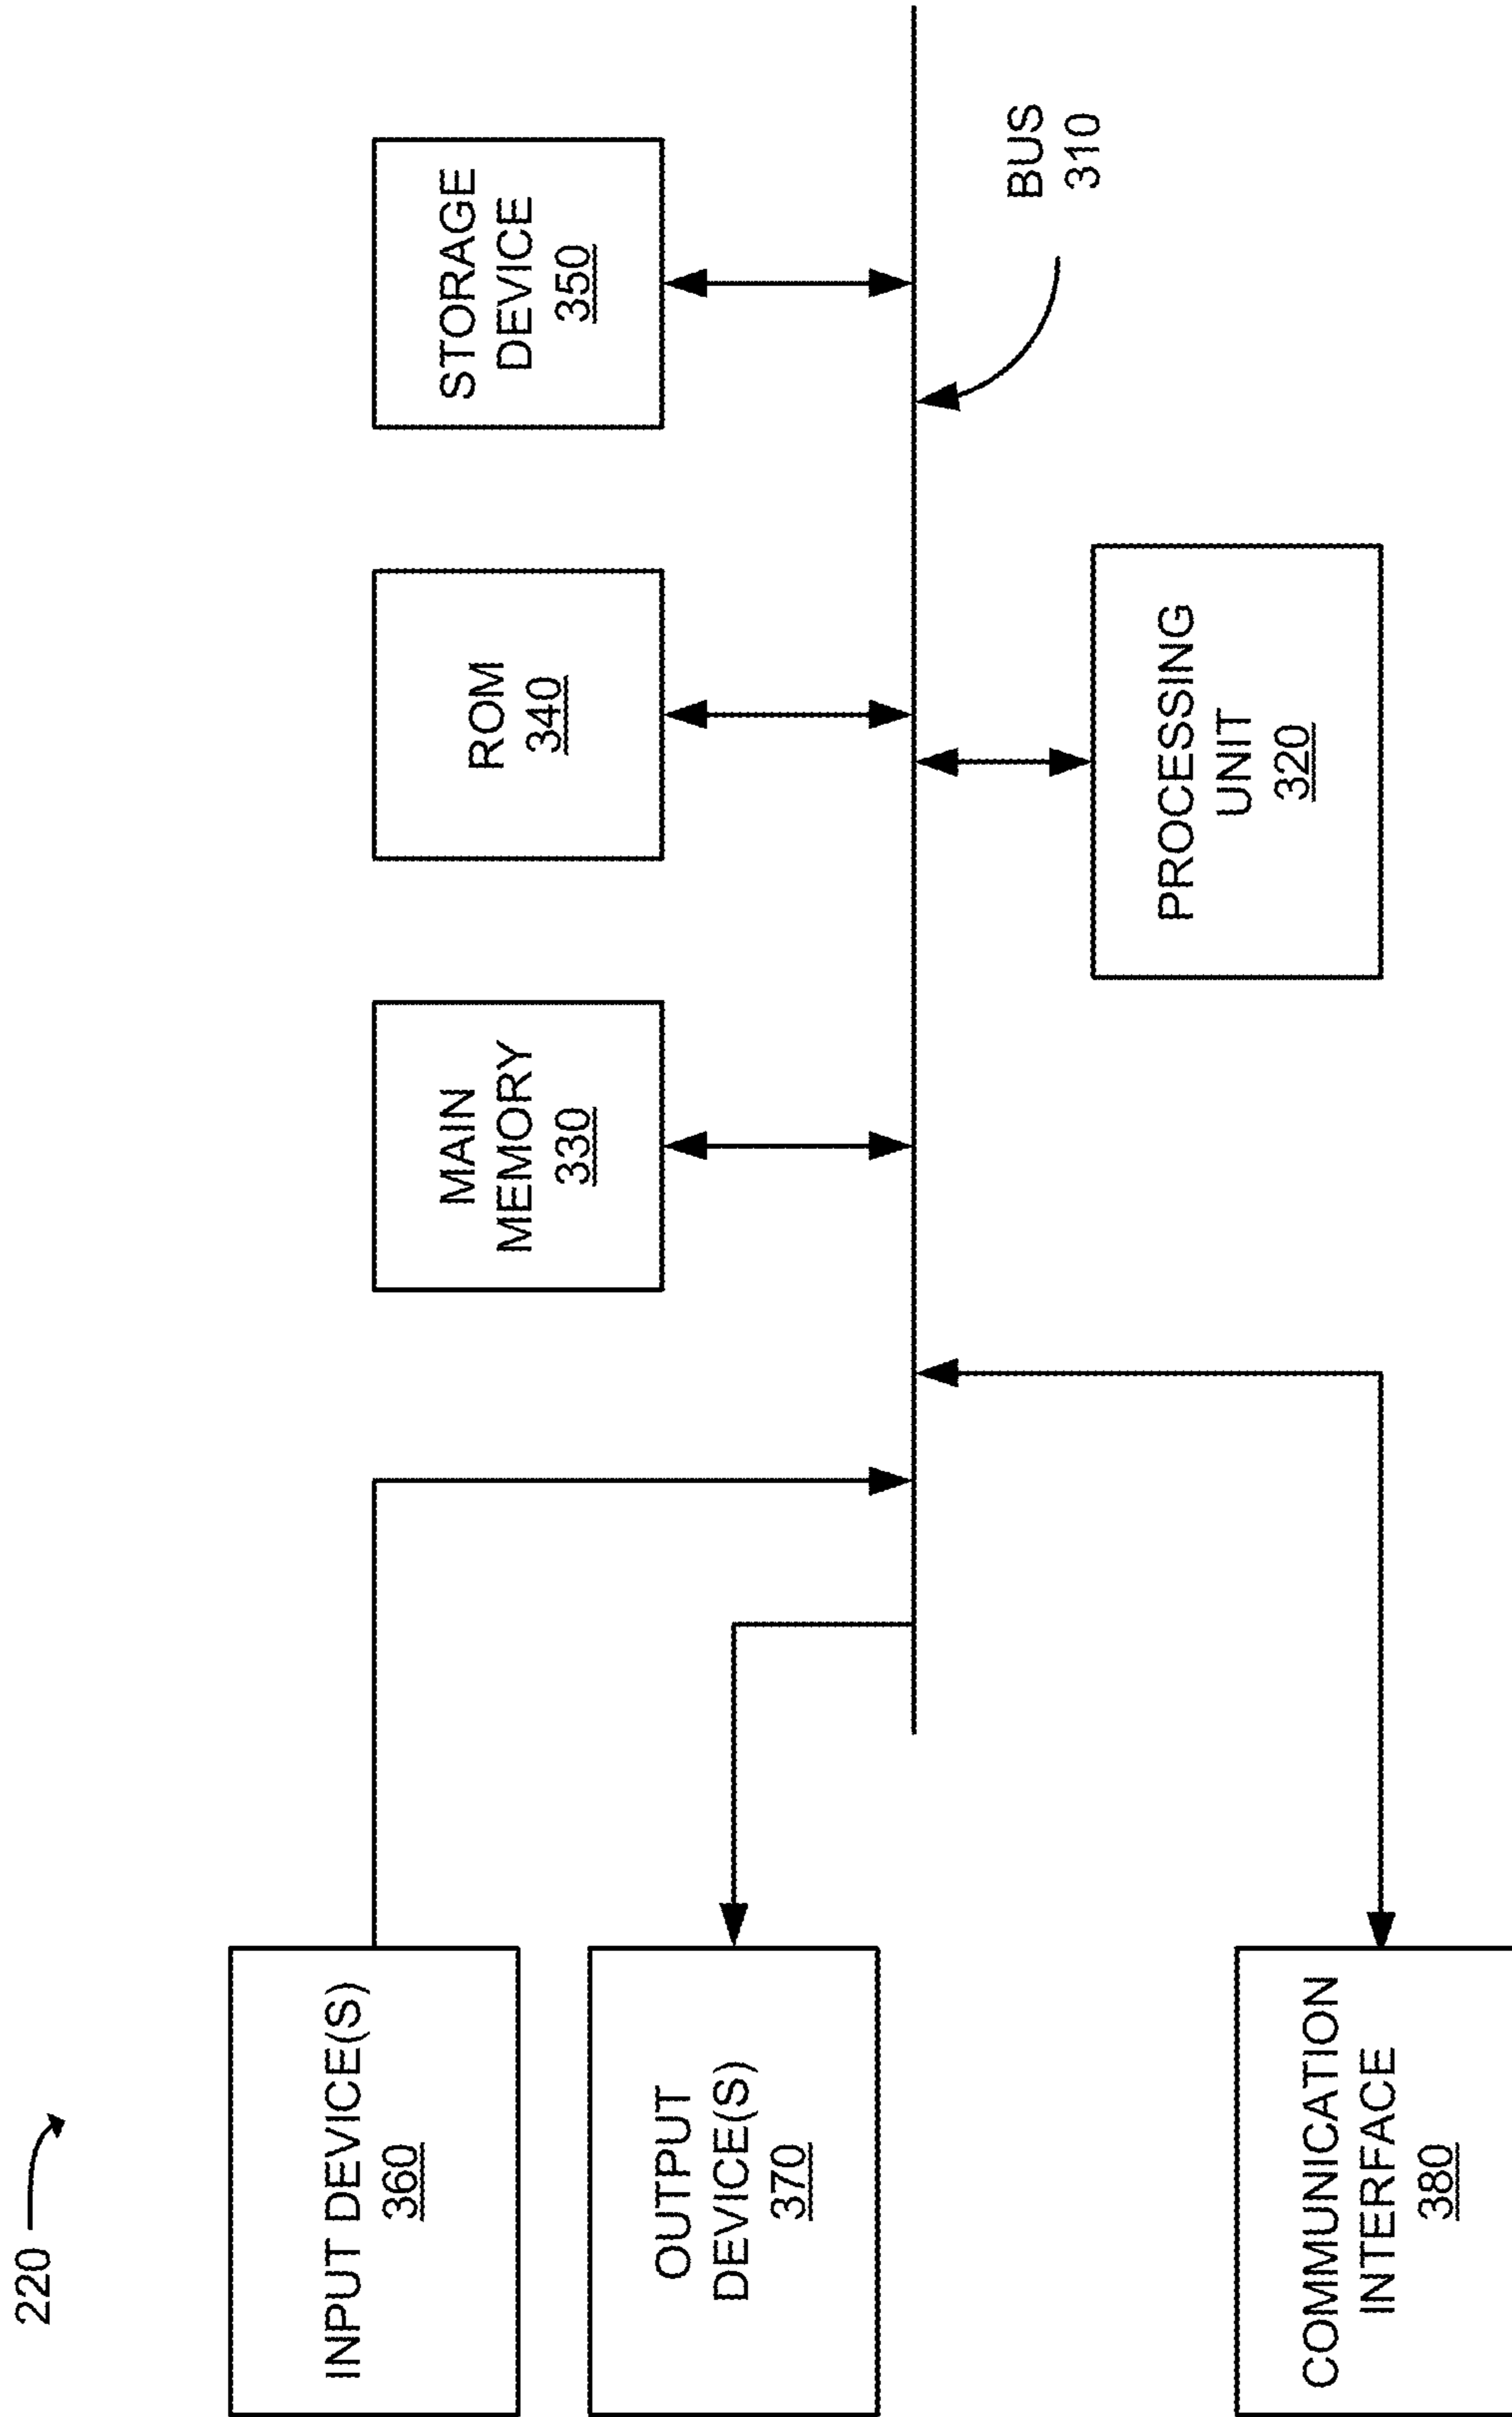 220
INPUT DEVICE(S)
360
OUTPUT
DEVICE(S)
370
COMMUNICATION
INTERFACE
380
MAIN
MEMORY
330
ROM
340
STORAGE
DEVICE
350
PROCESSING
UNIT
320
BUS
310